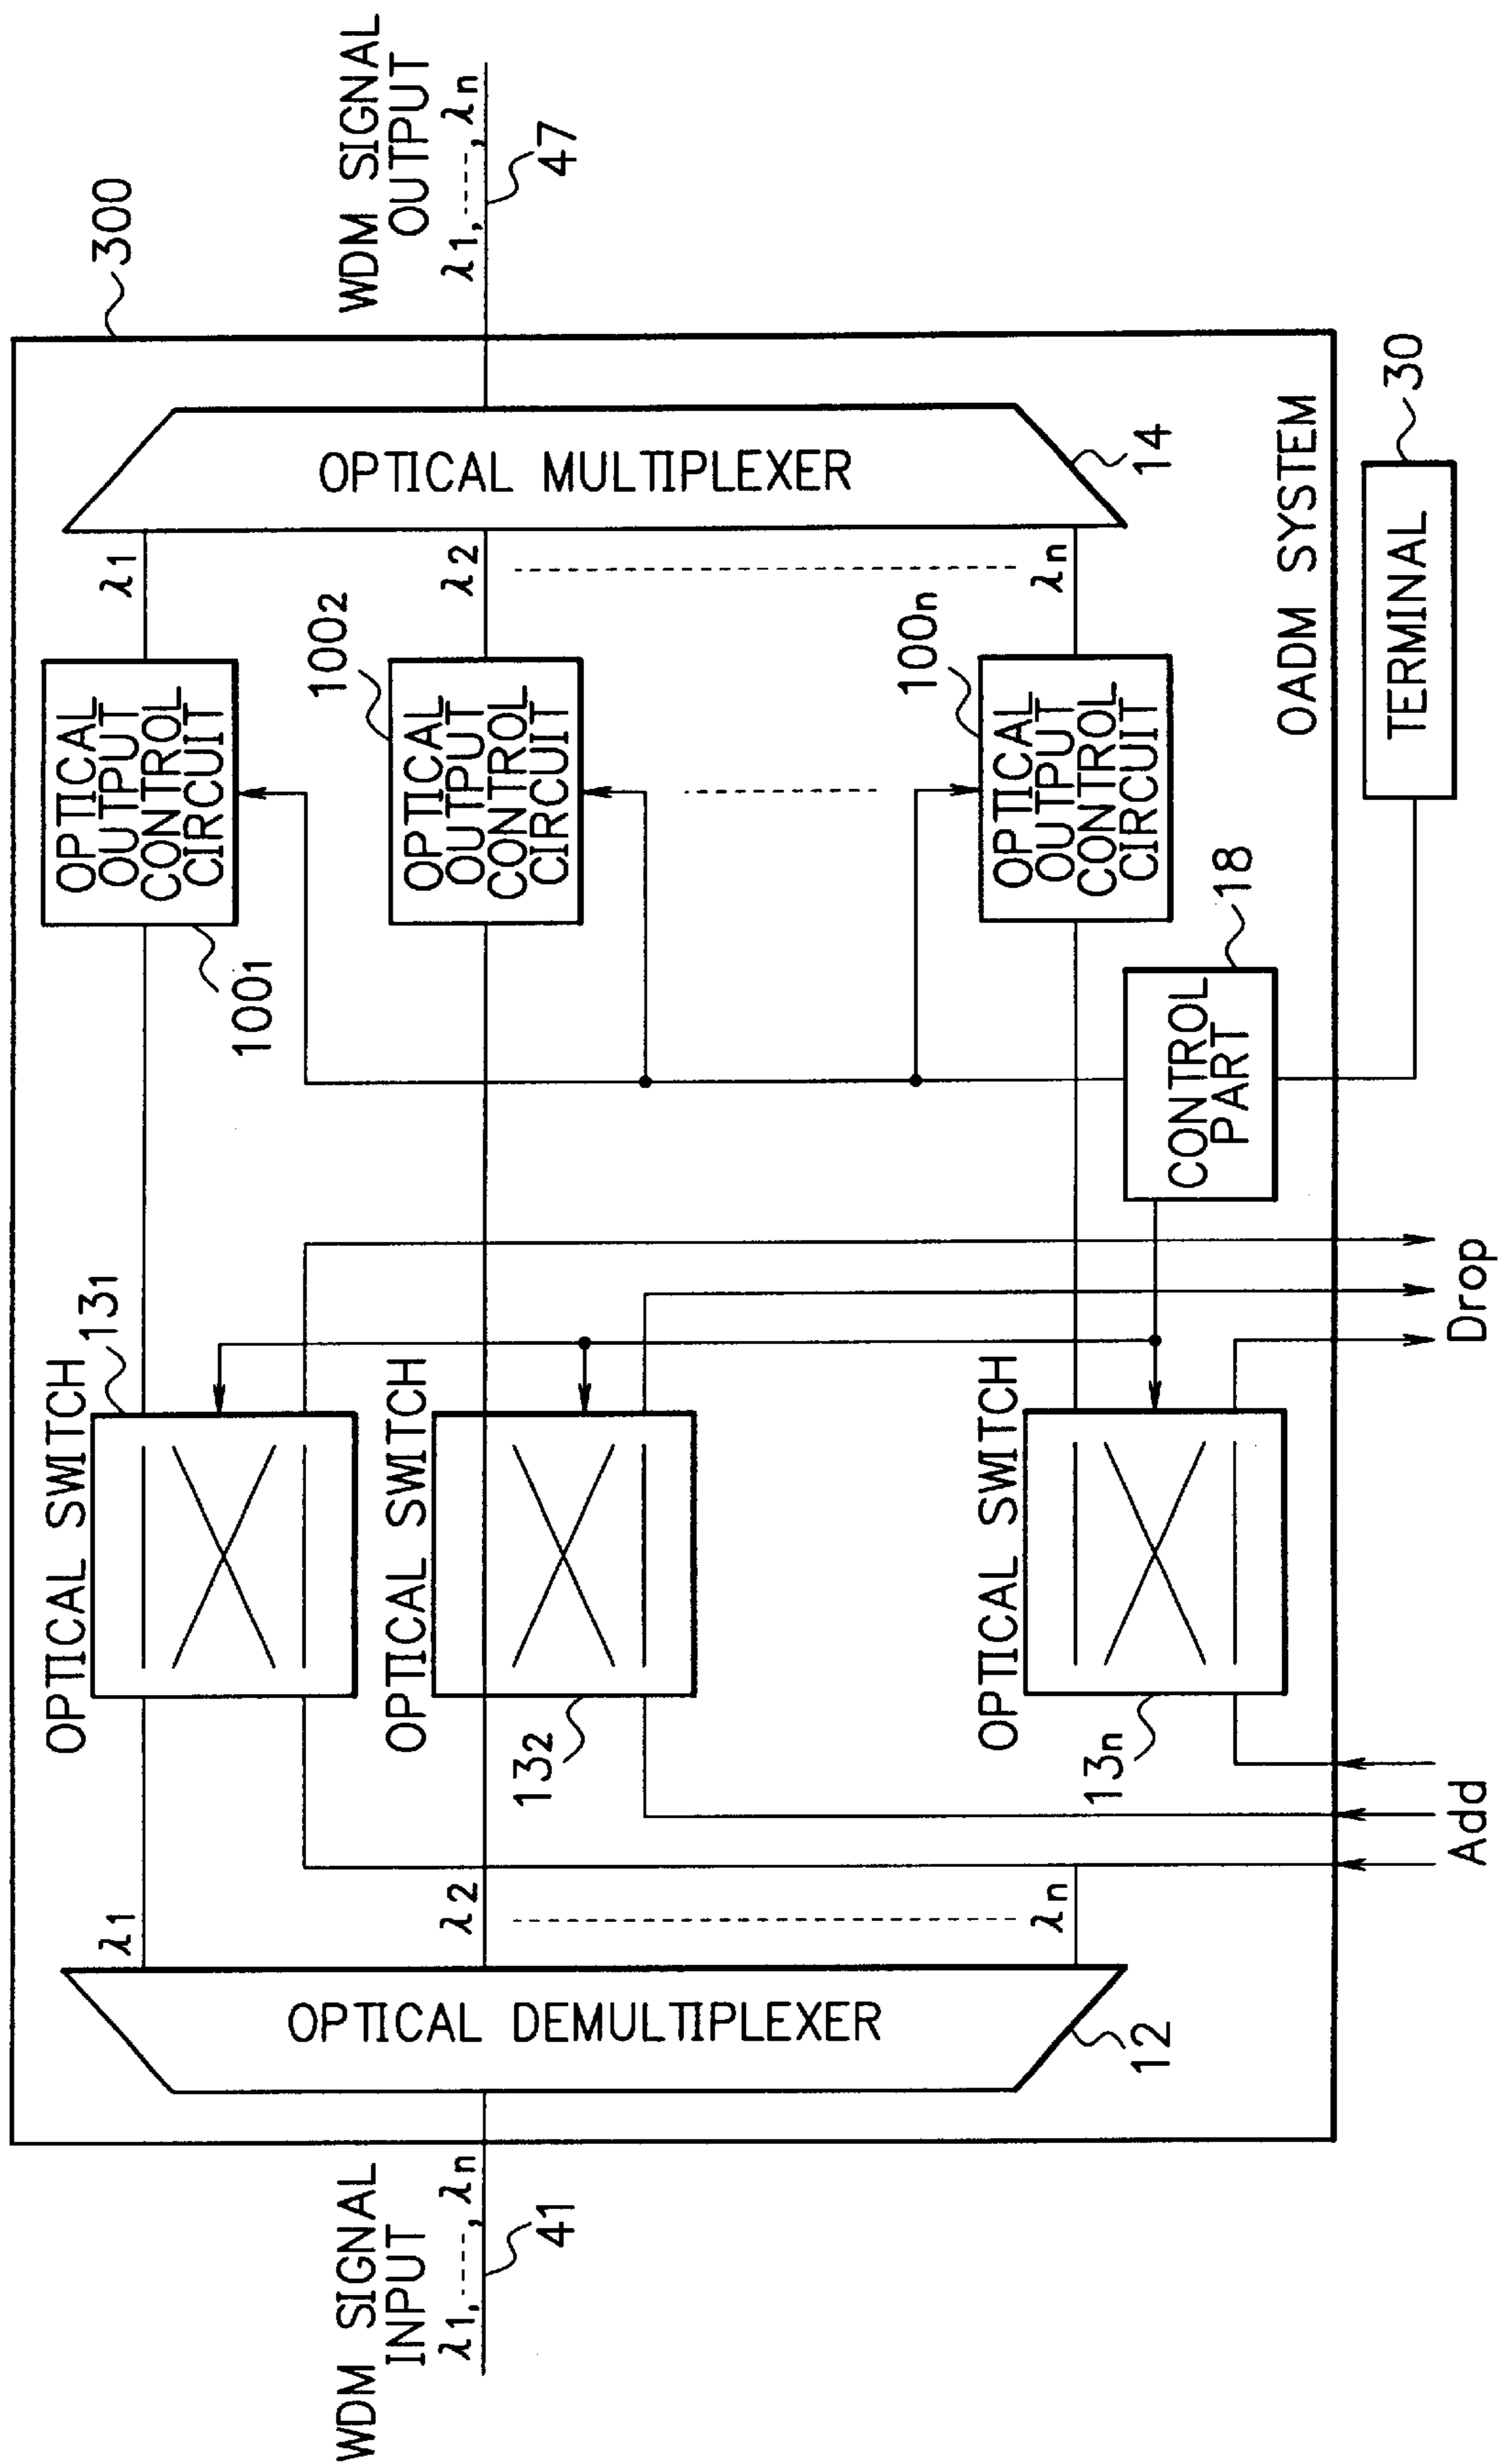 300
WDM SIGNAL
INPUT
λ1,----,λn
41
OPTICAL DEMULTIPLEXER
12
λ1
λ2
λn
OPTICAL SWITCH
131
OPTICAL SWITCH
132
OPTICAL SWITCH
13n
Add
Drop
CONTROL
PART
18
1001
OPTICAL
OUTPUT
CONTROL
CIRCUIT
1002
OPTICAL
OUTPUT
CONTROL
CIRCUIT
100n
OPTICAL
OUTPUT
CONTROL
CIRCUIT
λ1
λ2
λn
OPTICAL MULTIPLEXER
14
WDM SIGNAL
OUTPUT
λ1,----,λn
47
OADM SYSTEM
TERMINAL
30